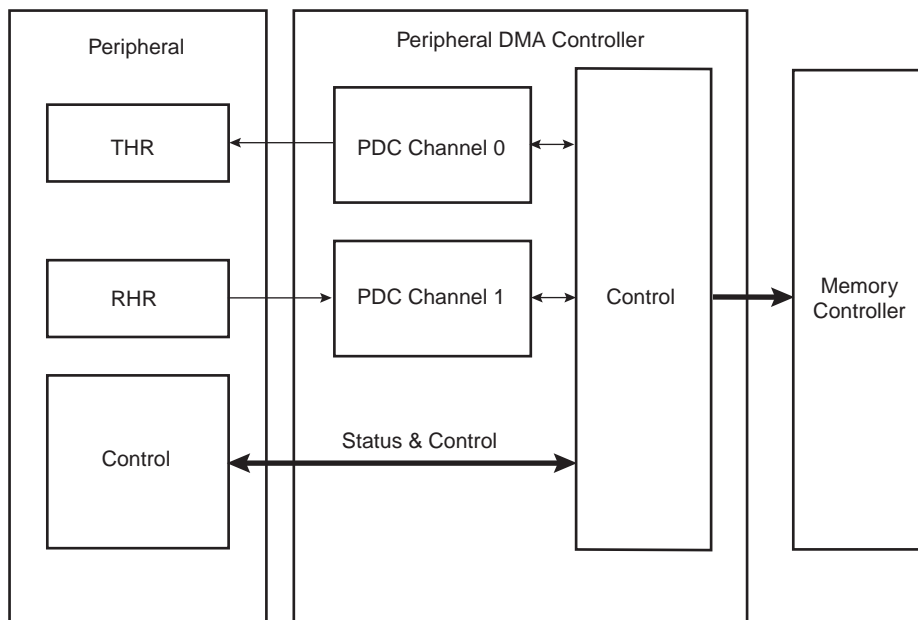 Peripheral
Peripheral DMA Controller
THR
PDC Channel 0
RHR
PDC Channel 1
Control
Memory
Controller
Status & Control
Control